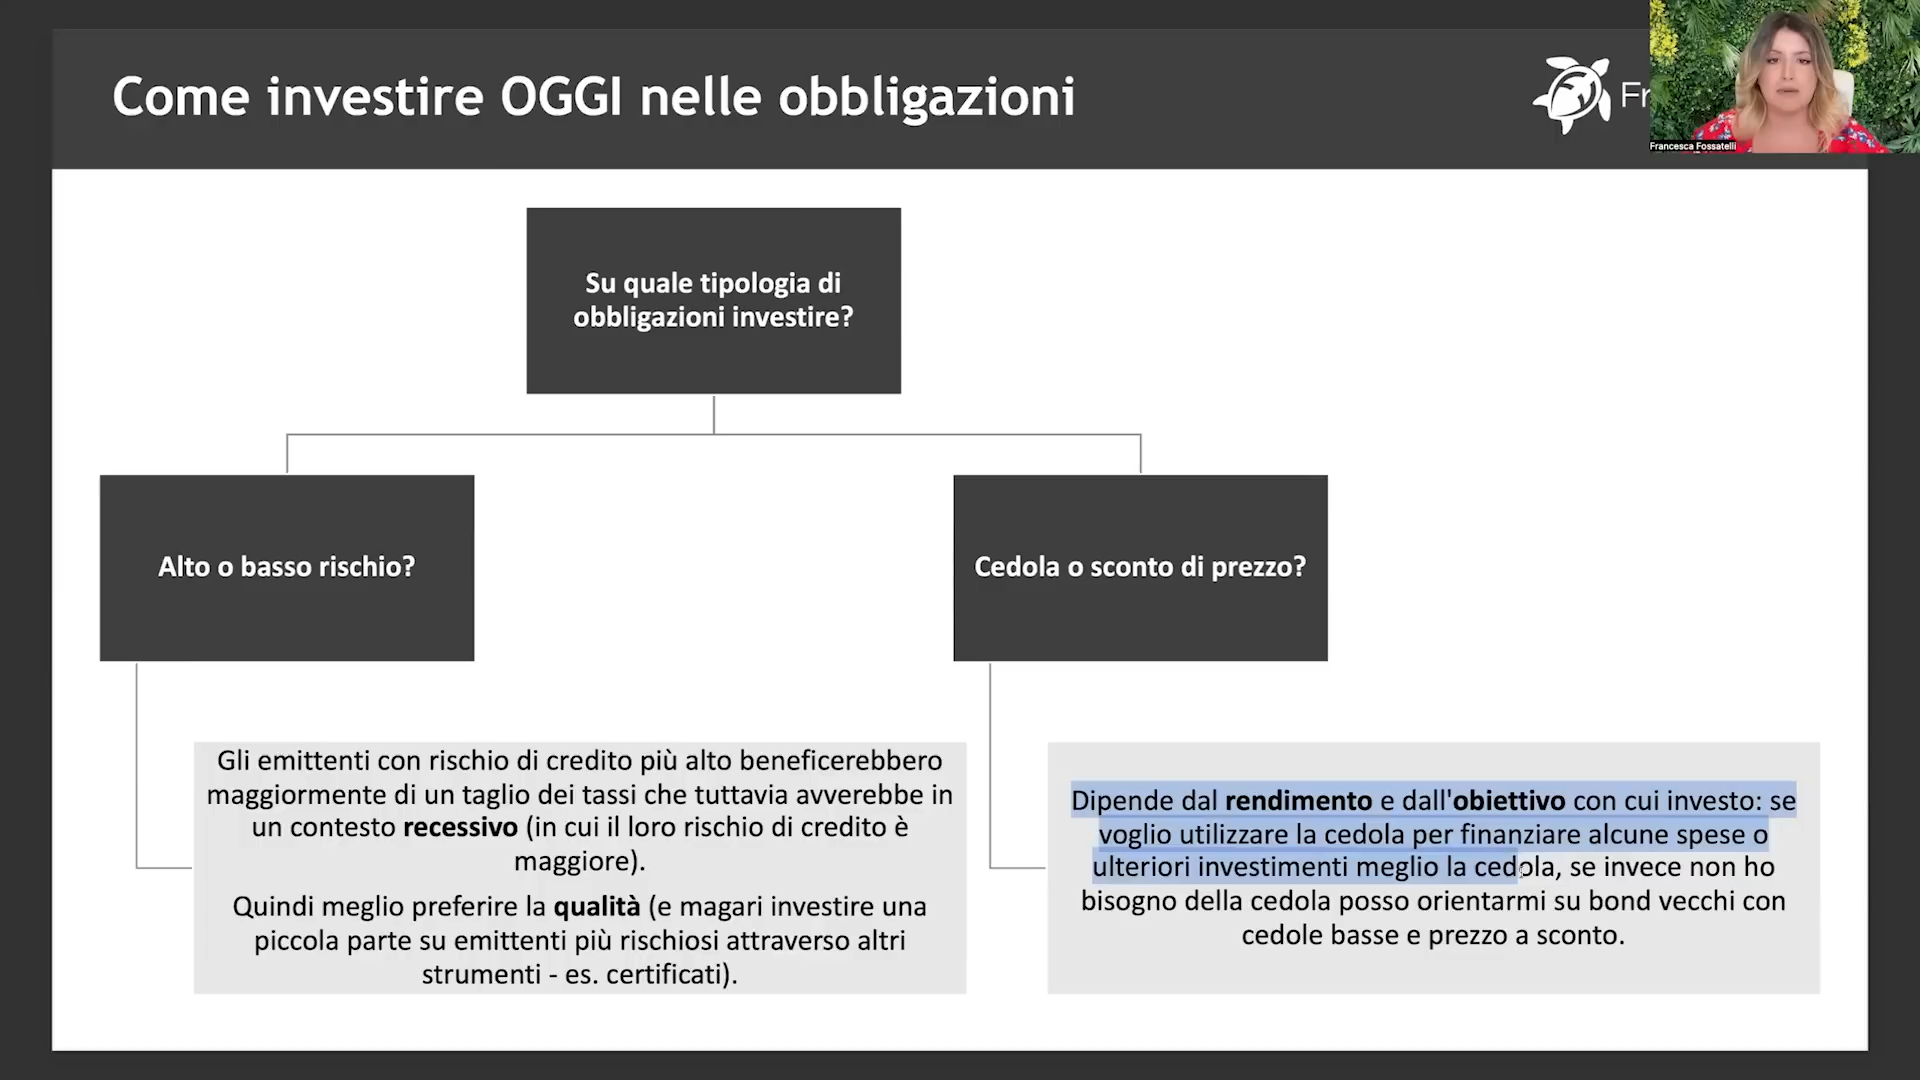 Come investire OGGI nelle obbligazioni
Fr
Francesca Fossatelli
Su quale tipologia di
obbligazioni investire?
Alto o basso rischio?
Cedola o sconto di prezzo?
Gli emittenti con rischio di credito più alto beneficerebbero
maggiormente di un taglio dei tassi che tuttavia avverebbe in
un contesto recessivo (in cui il loro rischio di credito è
maggiore).
Quindi meglio preferire la qualità (e magari investire una
piccola parte su emittenti più rischiosi attraverso altri
strumenti - es. certificati).
Dipende dal rendimento e dall'obiettivo con cui investo: se
voglio utilizzare la cedola per finanziare alcune spese o
ulteriori investimenti meglio la cedola, se invece non ho
bisogno della cedola posso orientarmi su bond vecchi con
cedole basse e prezzo a sconto.